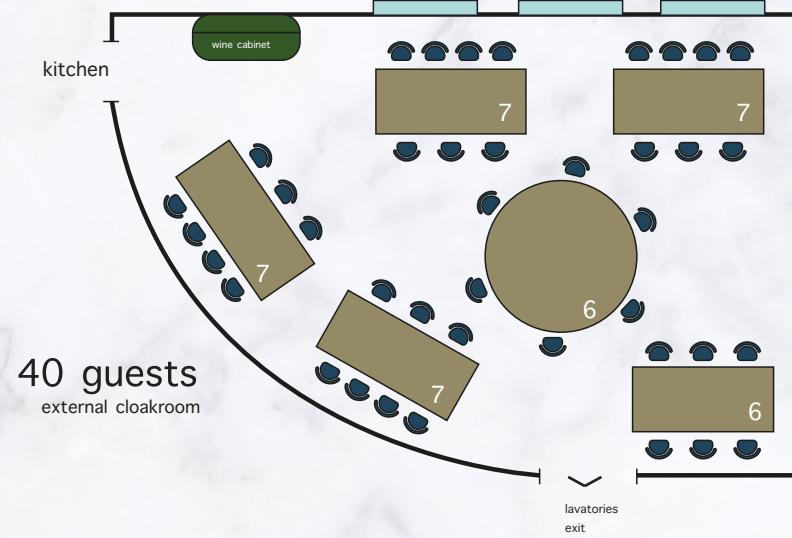 wine cabinet
kitchen
7
7
7
6
40 guests
external cloakroom
7
6
lavatories
exit